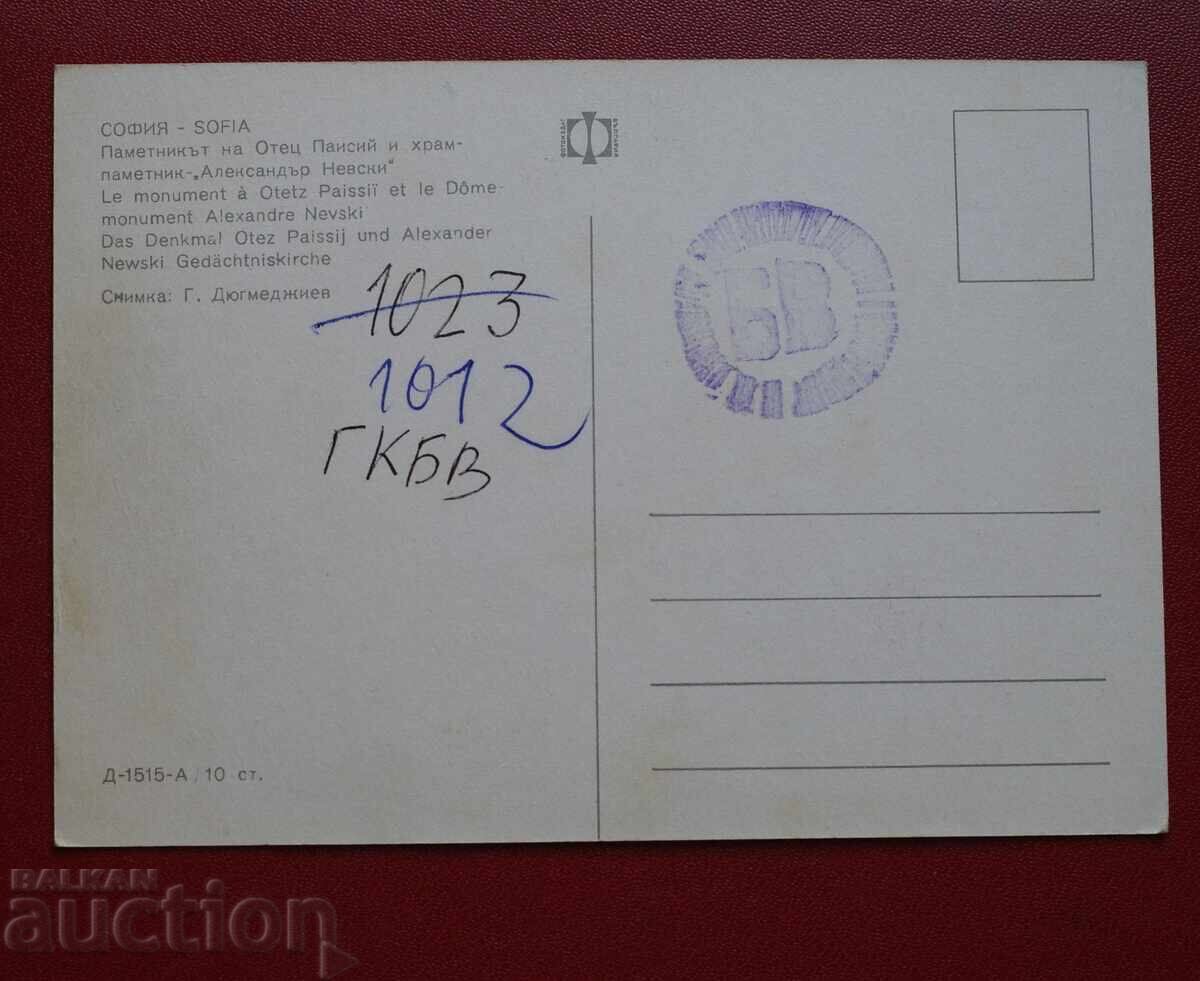 СОФИЯ - SOFIA
Паметникът на Отец Паисий и храм-
паметник-„Александър Невски“
Le monument à Otetz Paissiï et le Dôme-
monument Alexandre Nevski
Das Denkmal Otez Paissij und Alexander
Newski Gedächtniskirche
Снимка: Г. Дюгмеджиев
1023
1012
ГКБВ
Д-1515-А / 10 ст.
ФОТОИЗДАТ
БЪЛГАРИЯ
БВ
BALKAN
auction